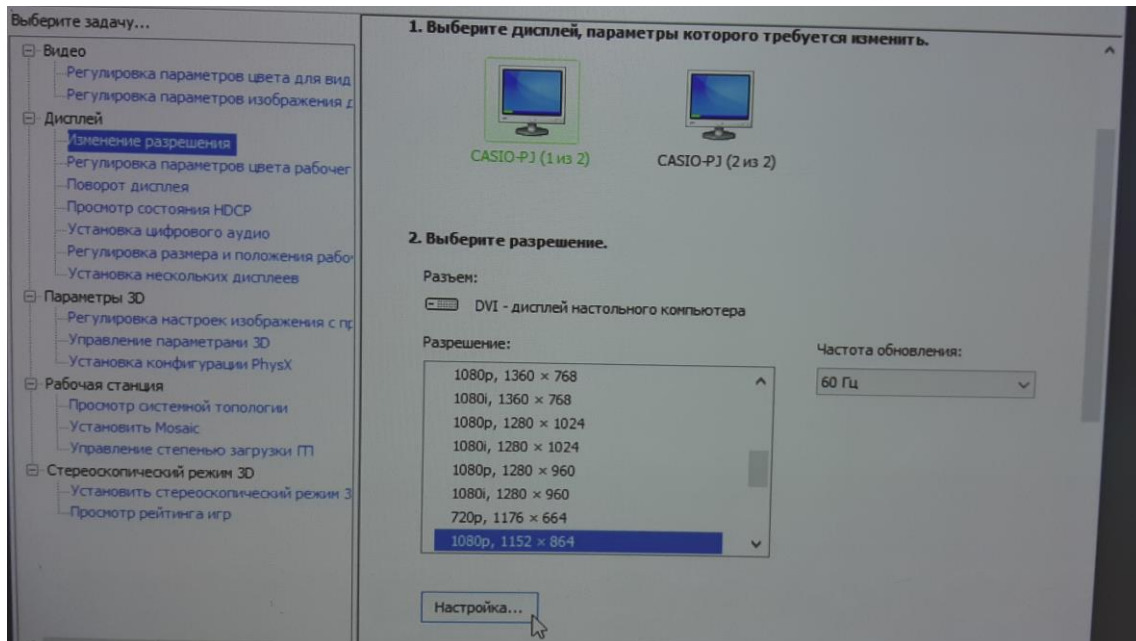 Выберите задачу...
Видео
Регулировка параметров цвета для вид
Регулировка параметров изображения д
Дисплей
Изменение разрешения
Регулировка параметров цвета рабочег
Поворот дисплея
Просмотр состояния HDCP
Установка цифрового аудио
Регулировка размера и положения рабо
Установка нескольких дисплеев
Параметры 3D
Регулировка настроек изображения с пр
Управление параметрами 3D
Установка конфигурации PhysX
Рабочая станция
Просмотр системной топологии
Установить Mosaic
Управление степенью загрузки ГП
Стереоскопический режим 3D
Установить стереоскопический режим 3
Просмотр рейтинга игр
1. Выберите дисплей, параметры которого требуется изменить.
CASIO-PJ (1 из 2)
CASIO-PJ (2 из 2)
2. Выберите разрешение.
Разъем:
DVI - дисплей настольного компьютера
Разрешение:
1080p, 1360 × 768
1080i, 1360 × 768
1080p, 1280 × 1024
1080i, 1280 × 1024
1080p, 1280 × 960
1080i, 1280 × 960
720p, 1176 × 664
1080p, 1152 × 864
Частота обновления:
60 Гц
Настройка...